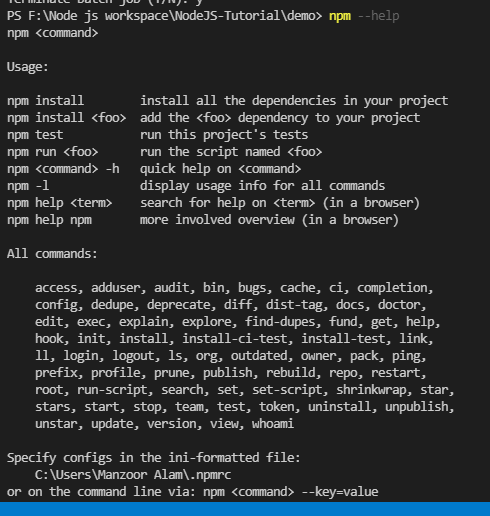 Terminate batch job (Y/N): y
PS F:\Node js workspace\NodeJS-Tutorial\demo> npm --help
npm <command>
Usage:
npm install install all the dependencies in your project
npm install <foo> add the <foo> dependency to your project
npm test run this project's tests
npm run <foo> run the script named <foo>
npm <command> -h quick help on <command>
npm -l display usage info for all commands
npm help <term> search for help on <term> (in a browser)
npm help npm more involved overview (in a browser)
All commands:
access, adduser, audit, bin, bugs, cache, ci, completion,
config, dedupe, deprecate, diff, dist-tag, docs, doctor,
edit, exec, explain, explore, find-dupes, fund, get, help,
hook, init, install, install-ci-test, install-test, link,
ll, login, logout, ls, org, outdated, owner, pack, ping,
prefix, profile, prune, publish, rebuild, repo, restart,
root, run-script, search, set, set-script, shrinkwrap, star,
stars, start, stop, team, test, token, uninstall, unpublish,
unstar, update, version, view, whoami
Specify configs in the ini-formatted file:
C:\Users\Manzoor Alam\.npmrc
or on the command line via: npm <command> --key=value